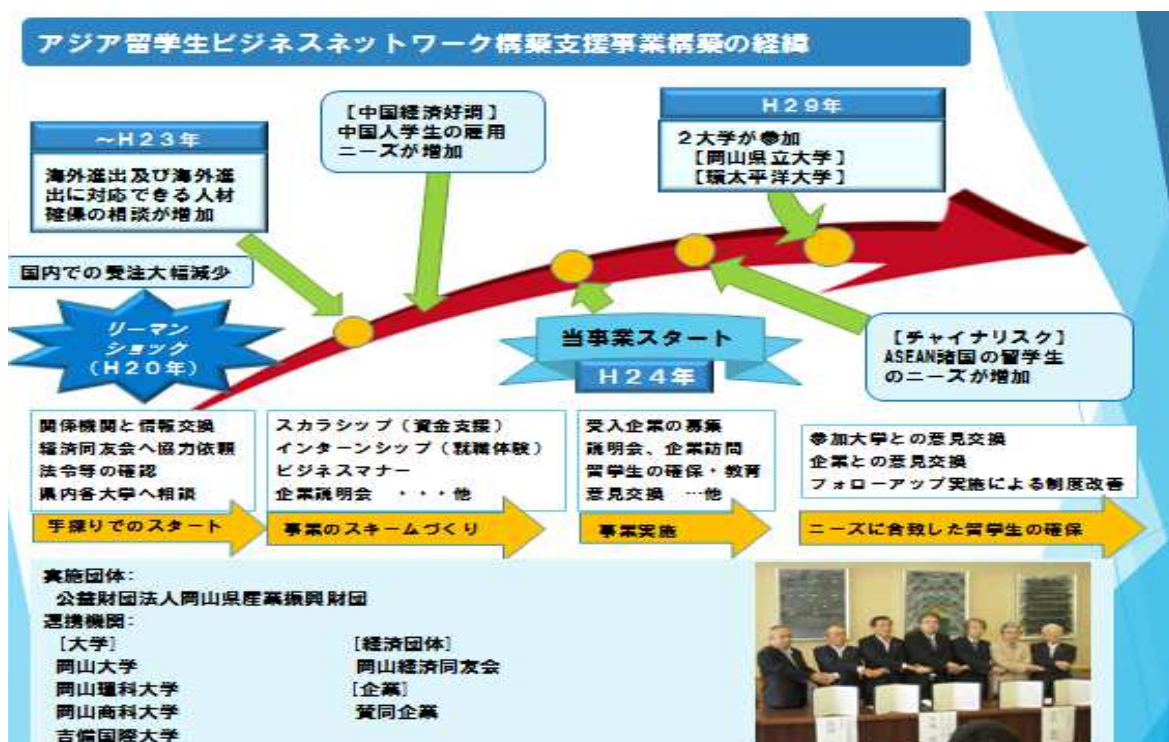 アジア留学生ビジネスネットワーク構築支援事業構築の経緯
～H23年
海外進出及び海外進
出に対応できる人材
確保の相談が増加
【中国経済好調】
中国人学生の雇用
ニーズが増加
H29年
2大学が参加
【岡山県立大学】
【環太平洋大学】
国内での受注大幅減少
リーマン
ショック
(H20年)
当事業スタート
H24年
【チャイナリスク】
ASEAN諸国の留学生
のニーズが増加
関係機関と情報交換
経済同友会へ協力依頼
法令等の確認
県内各大学へ相談
手探りでのスタート
スカラシップ(資金支援)
インターンシップ(就職体験)
ビジネスマナー
企業説明会 ・・・他
事業のスキームづくり
受入企業の募集
説明会、企業訪問
留学生の確保・教育
意見交換 …他
事業実施
参加大学との意見交換
企業との意見交換
フォローアップ実施による制度改善
ニーズに合致した留学生の確保
実施団体:
公益財団法人岡山県産業振興財団
連携機関:
[大学]
岡山大学
岡山理科大学
岡山商科大学
吉備国際大学
[経済団体]
岡山経済同友会
[企業]
賛同企業